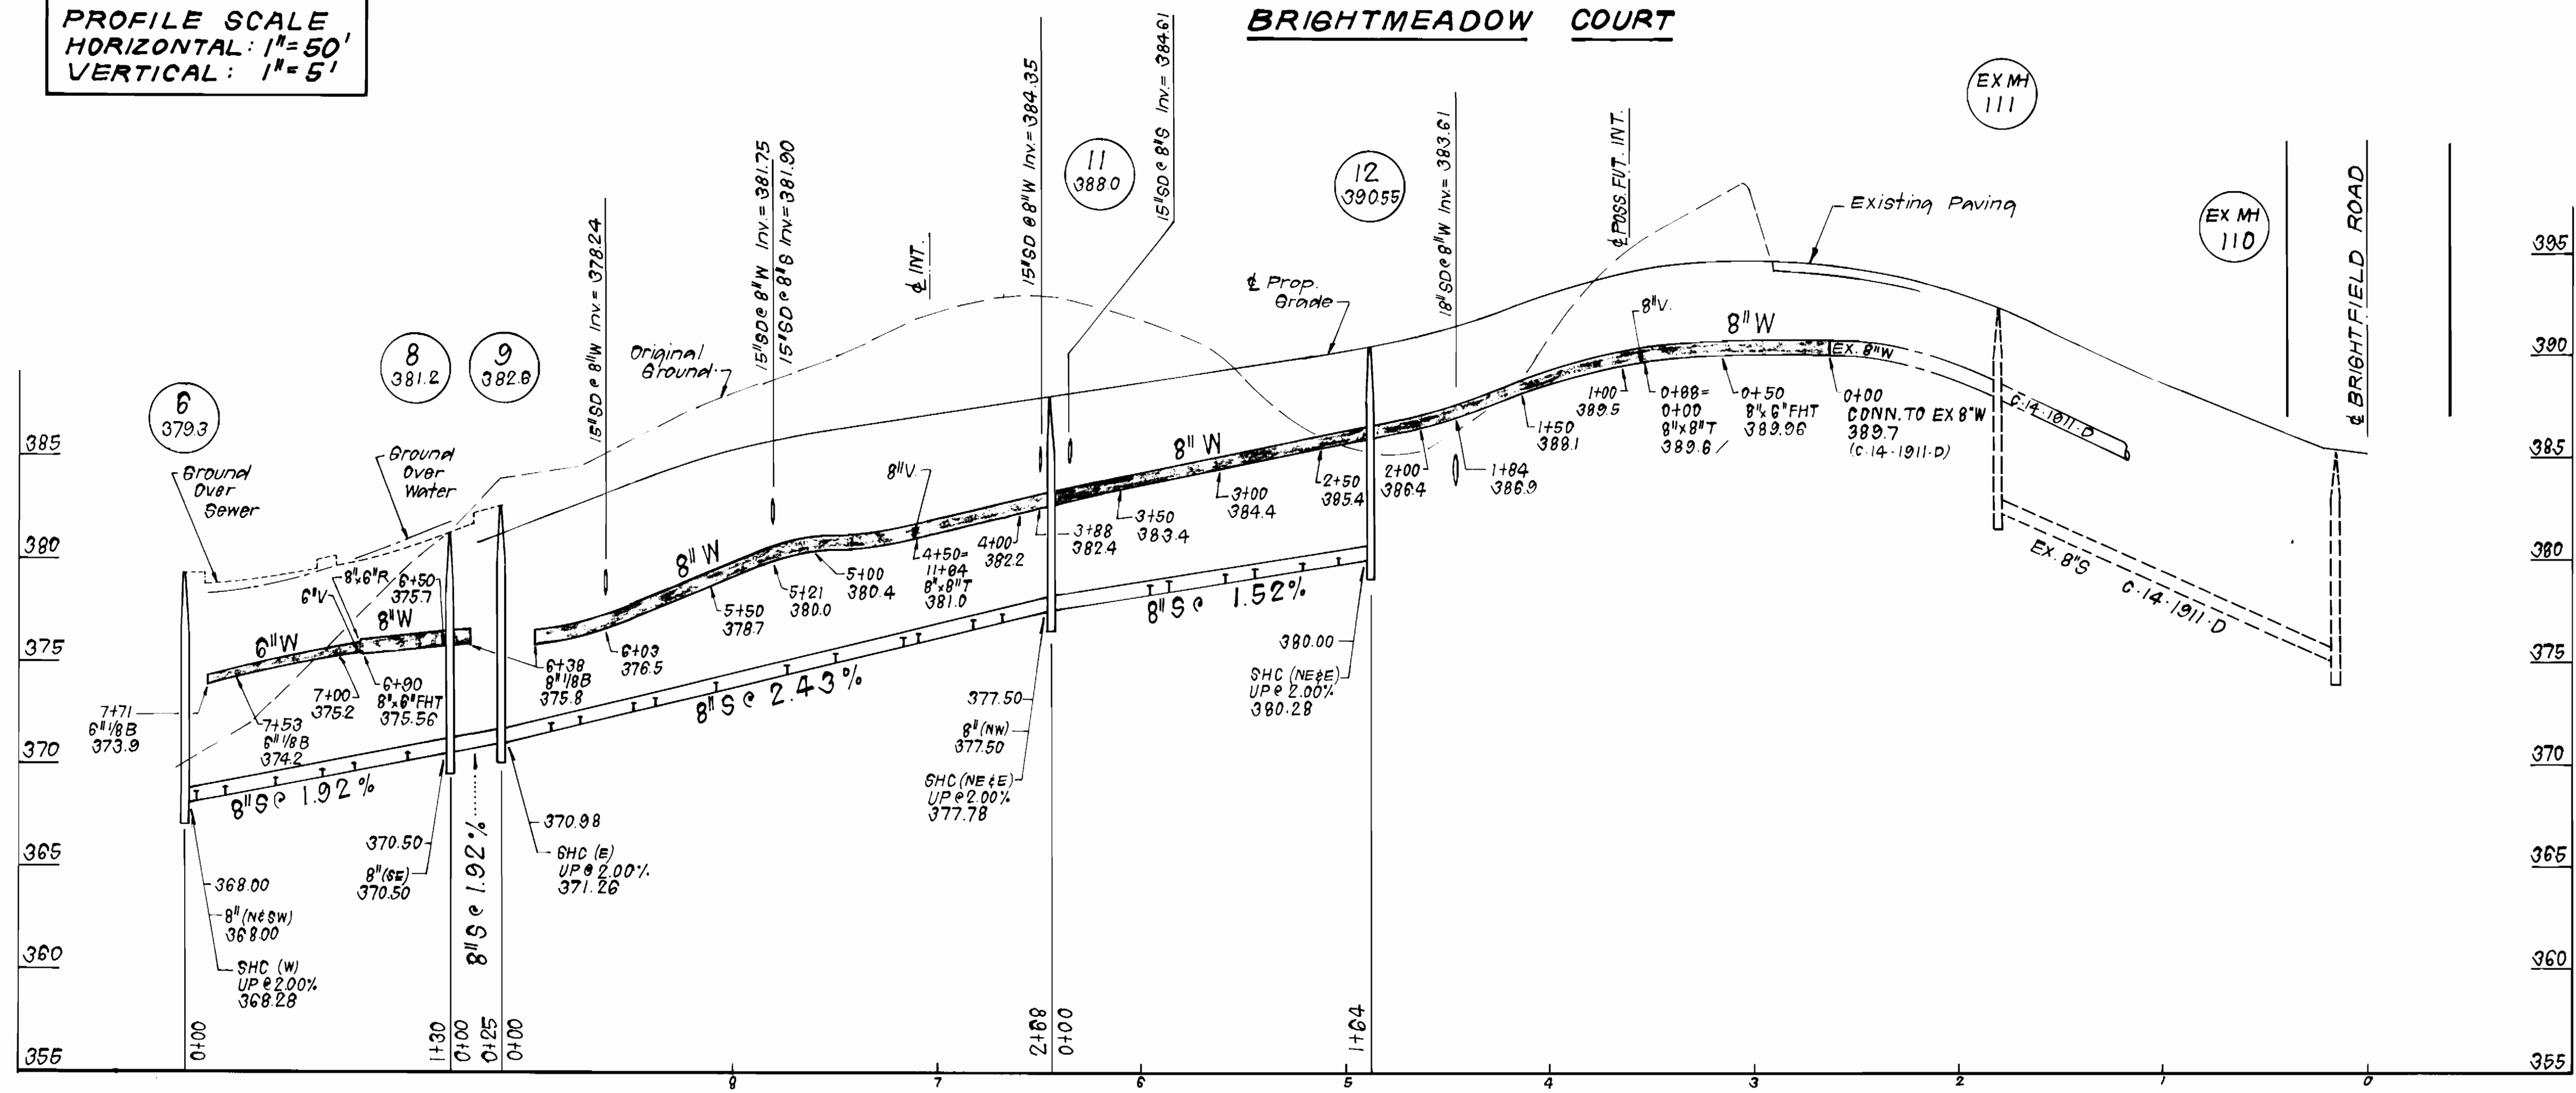 PROFILE SCALE
HORIZONTAL: 1"=50'
VERTICAL: 1"=5'
BRIGHTMEADOW COURT
6
379.3
8
381.2
9
382.6
11
388.0
12
390.55
EX MH
111
EX MH
110
15"SD @ 8"W Inv.= 378.24
15"SD @ 8"W Inv.= 381.75
15"SD @ 8"S Inv.= 381.90
℄ INT.
15"SD @ 8"W Inv.= 384.35
15"SD @ 8"S Inv.= 384.61
18"SD @ 8"W Inv.= 383.61
℄ POSS. FUT. INT.
℄ BRIGHTFIELD ROAD
Existing Paving
℄ Prop.
Grade
Original
Ground
Ground
Over
Water
Ground
Over
Sewer
385
380
375
370
365
360
355
395
390
385
380
375
370
365
360
355
6"W
6"V
8"x6"R
8"W
6+50
375.7
7+71
6" 1/8 B
373.9
7+53
6" 1/8 B
374.2
7+00
375.2
6+90
8"x6"FHT
375.56
6+38
8" 1/8 B
375.8
6+03
376.5
8"W
5+50
378.7
5+21
380.0
5+00
380.4
8"V.
4+50=
11+04
8"x8"T
381.0
4+00
382.2
3+88
382.4
3+50
383.4
8"W
3+00
384.4
2+50
385.4
2+00
386.4
1+84
386.9
1+50
388.1
1+00
389.5
8"V.
0+88=
0+00
8"x8"T
389.6
8"W
0+50
8"x6"FHT
389.96
0+00
CONN. TO EX 8"W
389.7
(C-14-1911-D)
EX. 8"W
C-14-1911-D
EX. 8"S
C-14-1911-D
8"S @ 1.92%
8"S @ 1.92%
8"S @ 2.43%
8"S @ 1.52%
368.00
8" (N&SW)
368.00
SHC (W)
UP @ 2.00%
368.28
370.50
8"(SE)
370.50
370.98
SHC (E)
UP @ 2.00%
371.26
377.50
8"(NW)
377.50
SHC (NE&E)
UP @ 2.00%
377.78
380.00
SHC (NE&E)
UP @ 2.00%
380.28
0+00
1+30
0+00
0+25
0+00
2+68
0+00
1+64
8
7
6
5
4
3
2
1
0